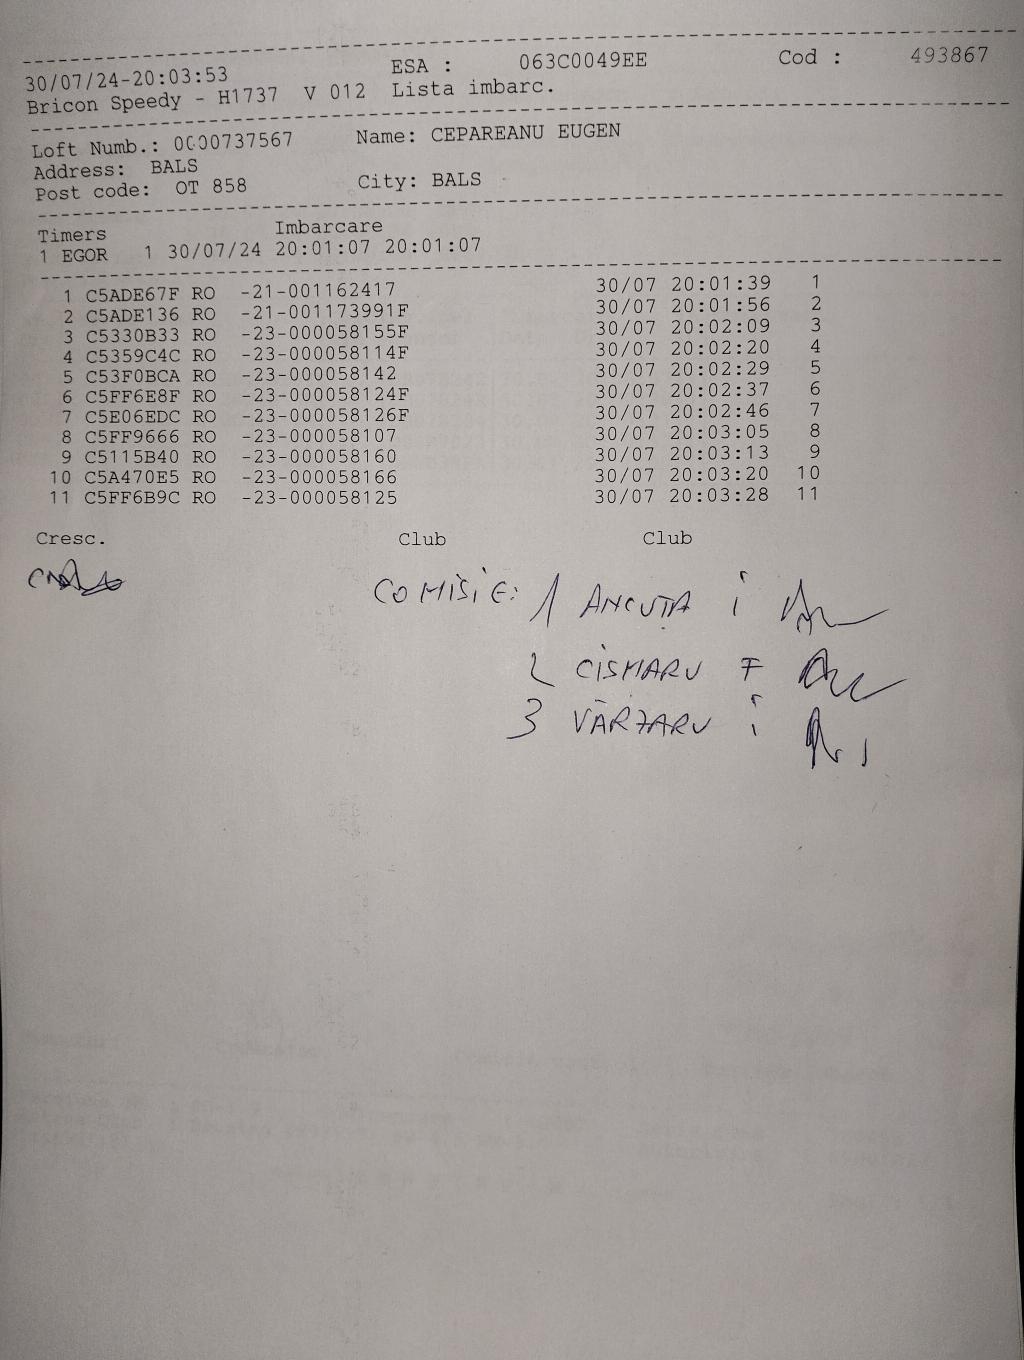 30/07/24-20:03:53 ESA : 063C0049EE Cod : 493867
Bricon Speedy - H1737 V 012 Lista imbarc.
Loft Numb.: 0000737567 Name: CEPAREANU EUGEN
Address: BALS
Post code: OT 858 City: BALS
Timers Imbarcare
1 EGOR 1 30/07/24 20:01:07 20:01:07
1 C5ADE67F RO -21-001162417 30/07 20:01:39 1
2 C5ADE136 RO -21-001173991F 30/07 20:01:56 2
3 C5330B33 RO -23-000058155F 30/07 20:02:09 3
4 C5359C4C RO -23-000058114F 30/07 20:02:20 4
5 C53F0BCA RO -23-000058142 30/07 20:02:29 5
6 C5FF6E8F RO -23-000058124F 30/07 20:02:37 6
7 C5E06EDC RO -23-000058126F 30/07 20:02:46 7
8 C5FF9666 RO -23-000058107 30/07 20:03:05 8
9 C5115B40 RO -23-000058160 30/07 20:03:13 9
10 C5A470E5 RO -23-000058166 30/07 20:03:20 10
11 C5FF6B9C RO -23-000058125 30/07 20:03:28 11
Cresc. Club Club
COMISIE: 1 ANCUȚA I
2 CISMARU F
3 VĂRZARU I